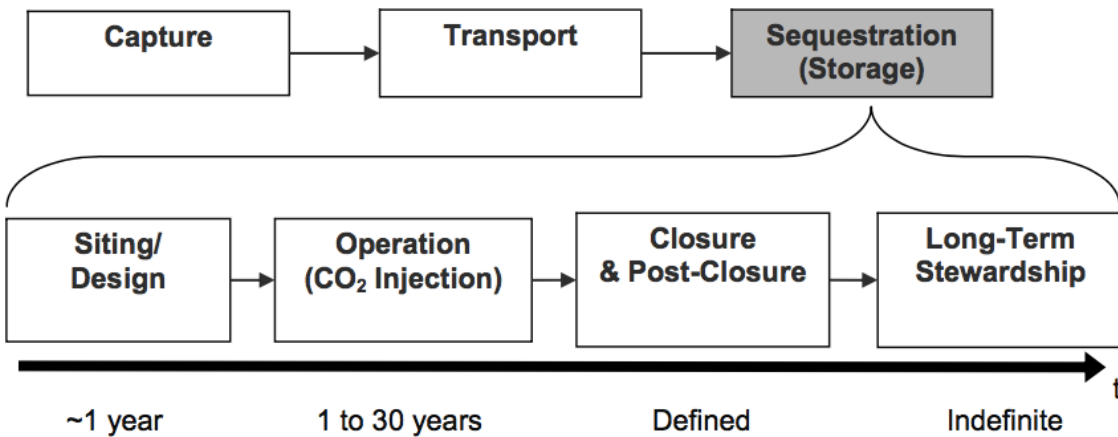 Capture
Transport
Sequestration
(Storage)
Siting/
Design
Operation
(CO₂ Injection)
Closure
& Post-Closure
Long-Term
Stewardship
t
~1 year
1 to 30 years
Defined
Indefinite